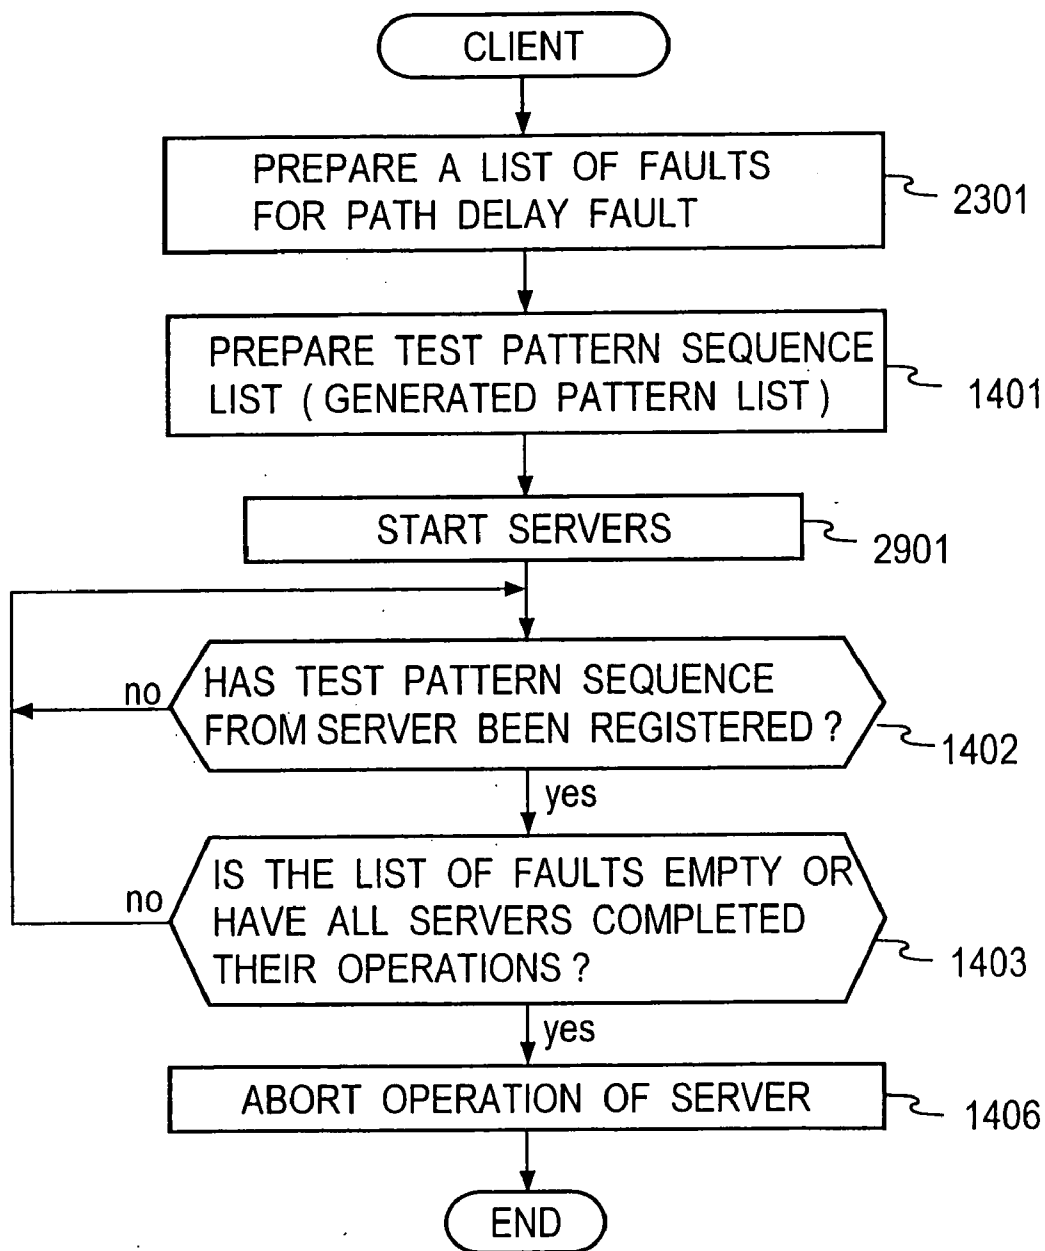 CLIENT
PREPARE A LIST OF FAULTS
FOR PATH DELAY FAULT
2301
PREPARE TEST PATTERN SEQUENCE
LIST ( GENERATED PATTERN LIST )
1401
START SERVERS
2901
HAS TEST PATTERN SEQUENCE
FROM SERVER BEEN REGISTERED ?
no
1402
yes
IS THE LIST OF FAULTS EMPTY OR
HAVE ALL SERVERS COMPLETED
THEIR OPERATIONS ?
no
1403
yes
ABORT OPERATION OF SERVER
1406
END